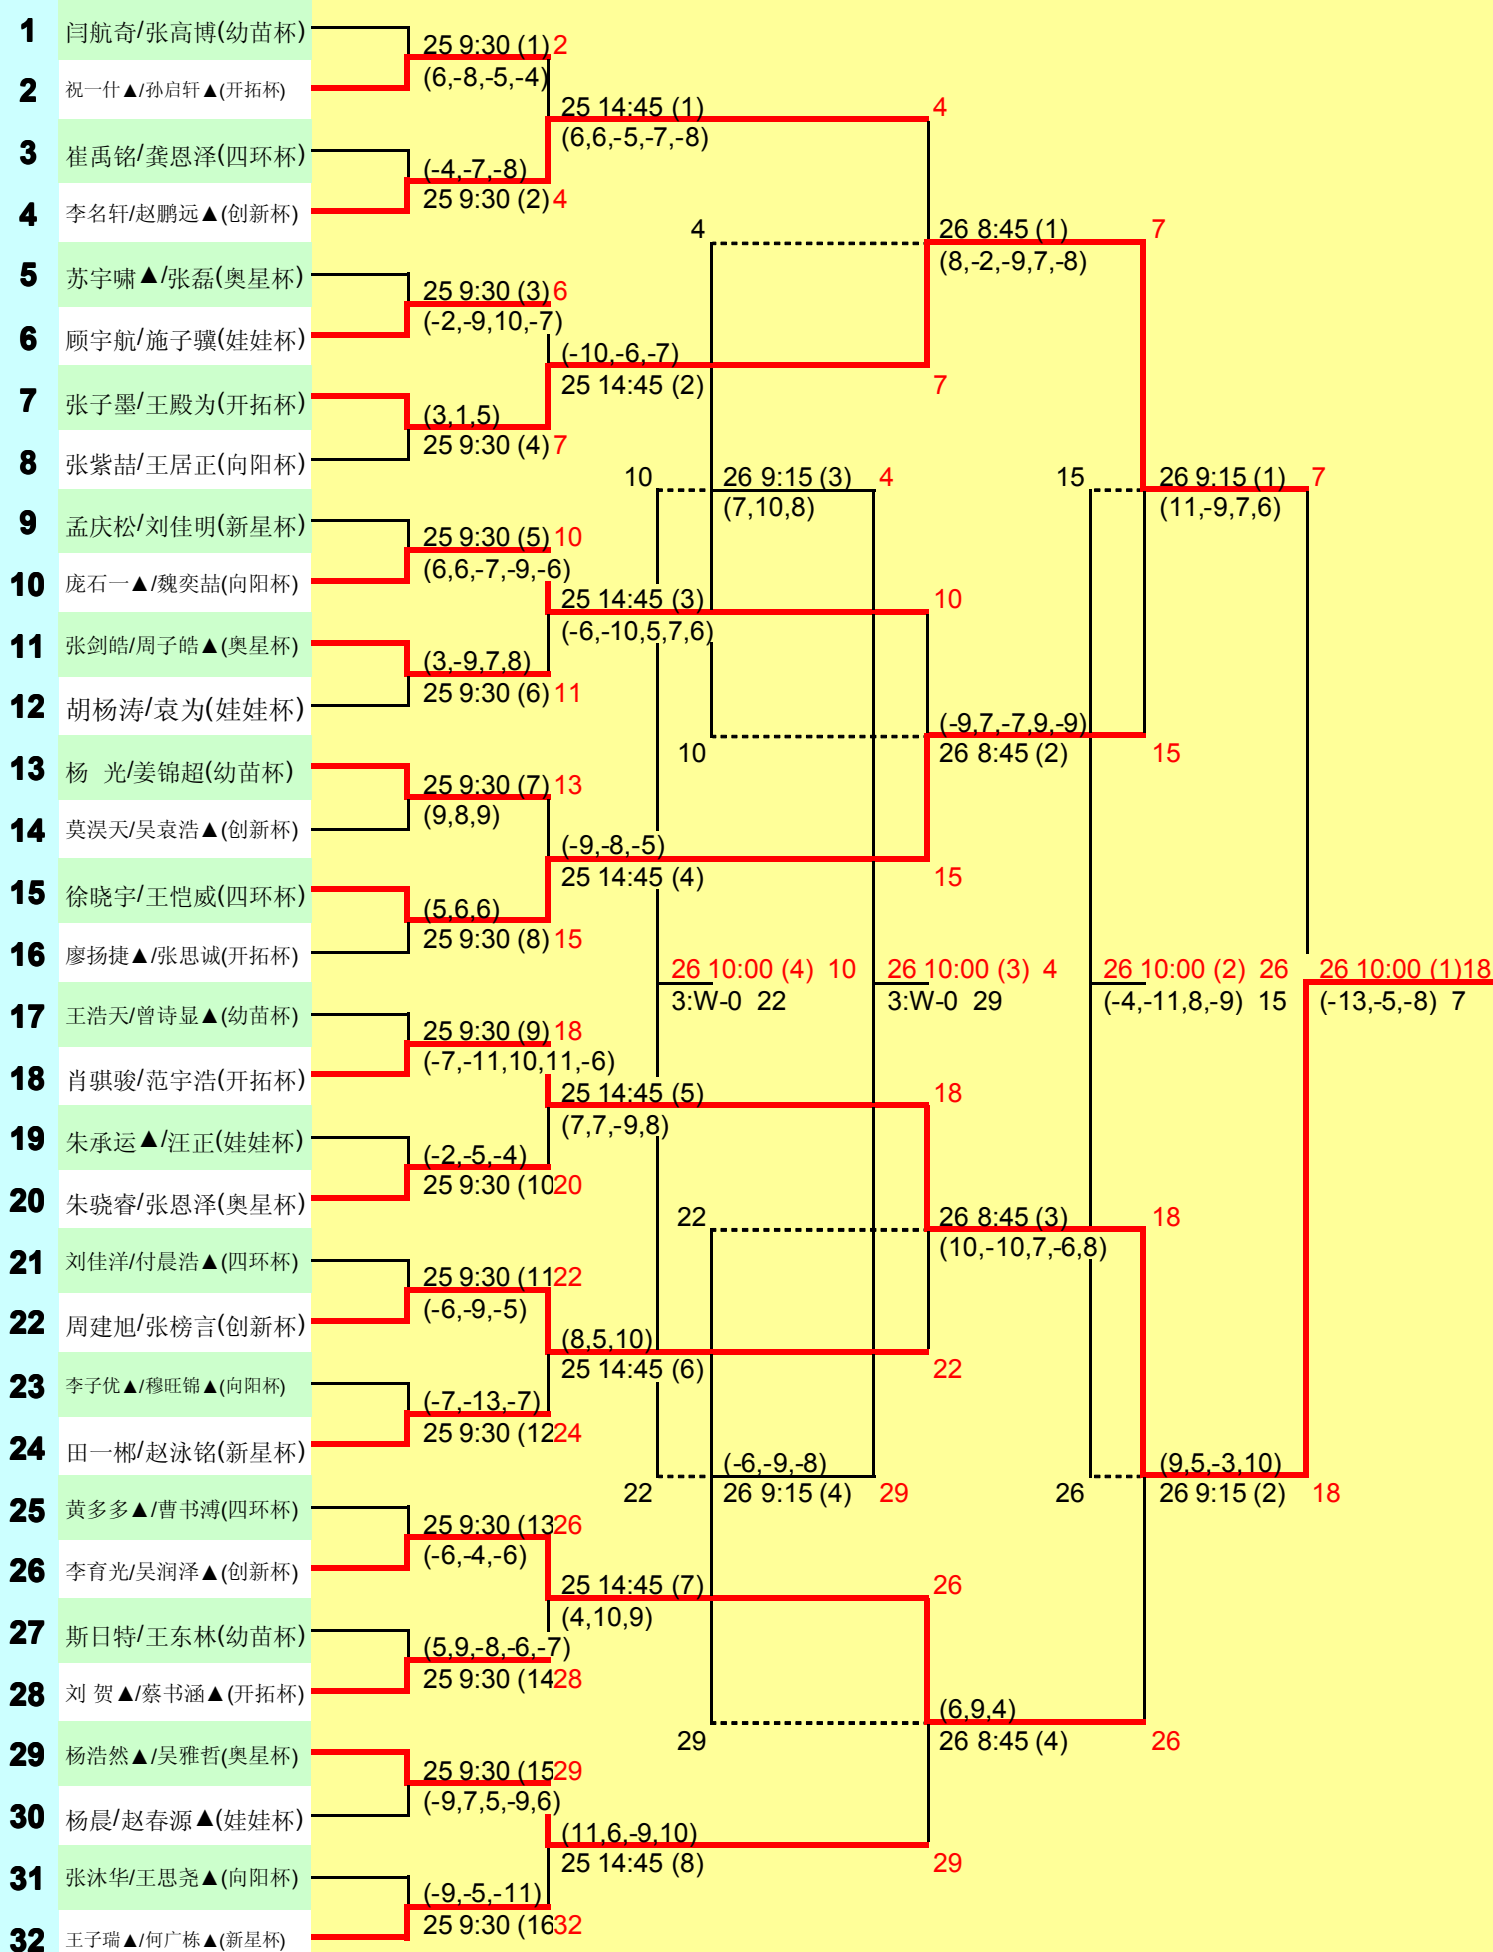 1 闫航奇/张高博(幼苗杯)
25 9:30 (1) 2
2 祝一什▲/孙启轩▲(开拓杯)
(6,-8,-5,-4)
25 14:45 (1) 4
(6,6,-5,-7,-8)
3 崔禹铭/龚恩泽(四环杯)
(-4,-7,-8)
4 李名轩/赵鹏远▲(创新杯)
25 9:30 (2) 4
4
26 8:45 (1) 7
(8,-2,-9,7,-8)
5 苏宇啸▲/张磊(奥星杯)
25 9:30 (3) 6
6 顾宇航/施子骥(娃娃杯)
(-2,-9,10,-7)
(-10,-6,-7)
25 14:45 (2) 7
7 张子墨/王殿为(开拓杯)
(3,1,5)
25 9:30 (4) 7
8 张紫喆/王居正(向阳杯)
10
26 9:15 (3) 4
(7,10,8)
15
26 9:15 (1) 7
(11,-9,7,6)
9 孟庆松/刘佳明(新星杯)
25 9:30 (5) 10
10 庞石一▲/魏奕喆(向阳杯)
(6,6,-7,-9,-6)
25 14:45 (3) 10
(-6,-10,5,7,6)
11 张剑皓/周子皓▲(奥星杯)
(3,-9,7,8)
25 9:30 (6) 11
12 胡杨涛/袁为(娃娃杯)
10
(-9,7,-7,9,-9)
26 8:45 (2) 15
13 杨 光/姜锦超(幼苗杯)
25 9:30 (7) 13
14 莫淏天/吴袁浩▲(创新杯)
(9,8,9)
(-9,-8,-5)
25 14:45 (4) 15
15 徐晓宇/王恺威(四环杯)
(5,6,6)
25 9:30 (8) 15
16 廖扬捷▲/张思诚(开拓杯)
26 10:00 (4) 10
3:W-0 22
26 10:00 (3) 4
3:W-0 29
26 10:00 (2) 26
(-4,-11,8,-9) 15
26 10:00 (1)18
(-13,-5,-8) 7
17 王浩天/曾诗显▲(幼苗杯)
25 9:30 (9) 18
18 肖骐骏/范宇浩(开拓杯)
(-7,-11,10,11,-6)
25 14:45 (5) 18
(7,7,-9,8)
19 朱承运▲/汪正(娃娃杯)
(-2,-5,-4)
25 9:30 (10 20
20 朱骁睿/张恩泽(奥星杯)
22
26 8:45 (3) 18
(10,-10,7,-6,8)
21 刘佳洋/付晨浩▲(四环杯)
25 9:30 (11 22
22 周建旭/张榜言(创新杯)
(-6,-9,-5)
(8,5,10)
25 14:45 (6) 22
23 李子优▲/穆旺锦▲(向阳杯)
(-7,-13,-7)
25 9:30 (12 24
24 田一郴/赵泳铭(新星杯)
22
(-6,-9,-8)
26 9:15 (4) 29
26
(9,5,-3,10)
26 9:15 (2) 18
25 黄多多▲/曹书溥(四环杯)
25 9:30 (13 26
26 李育光/吴润泽▲(创新杯)
(-6,-4,-6)
25 14:45 (7) 26
(4,10,9)
27 斯日特/王东林(幼苗杯)
(5,9,-8,-6,-7)
25 9:30 (14 28
28 刘 贺▲/蔡书涵▲(开拓杯)
29
(6,9,4)
26 8:45 (4) 26
29 杨浩然▲/吴雅哲(奥星杯)
25 9:30 (15 29
30 杨晨/赵春源▲(娃娃杯)
(-9,7,5,-9,6)
(11,6,-9,10)
25 14:45 (8) 29
31 张沐华/王思尧▲(向阳杯)
(-9,-5,-11)
25 9:30 (16 32
32 王子瑞▲/何广栋▲(新星杯)